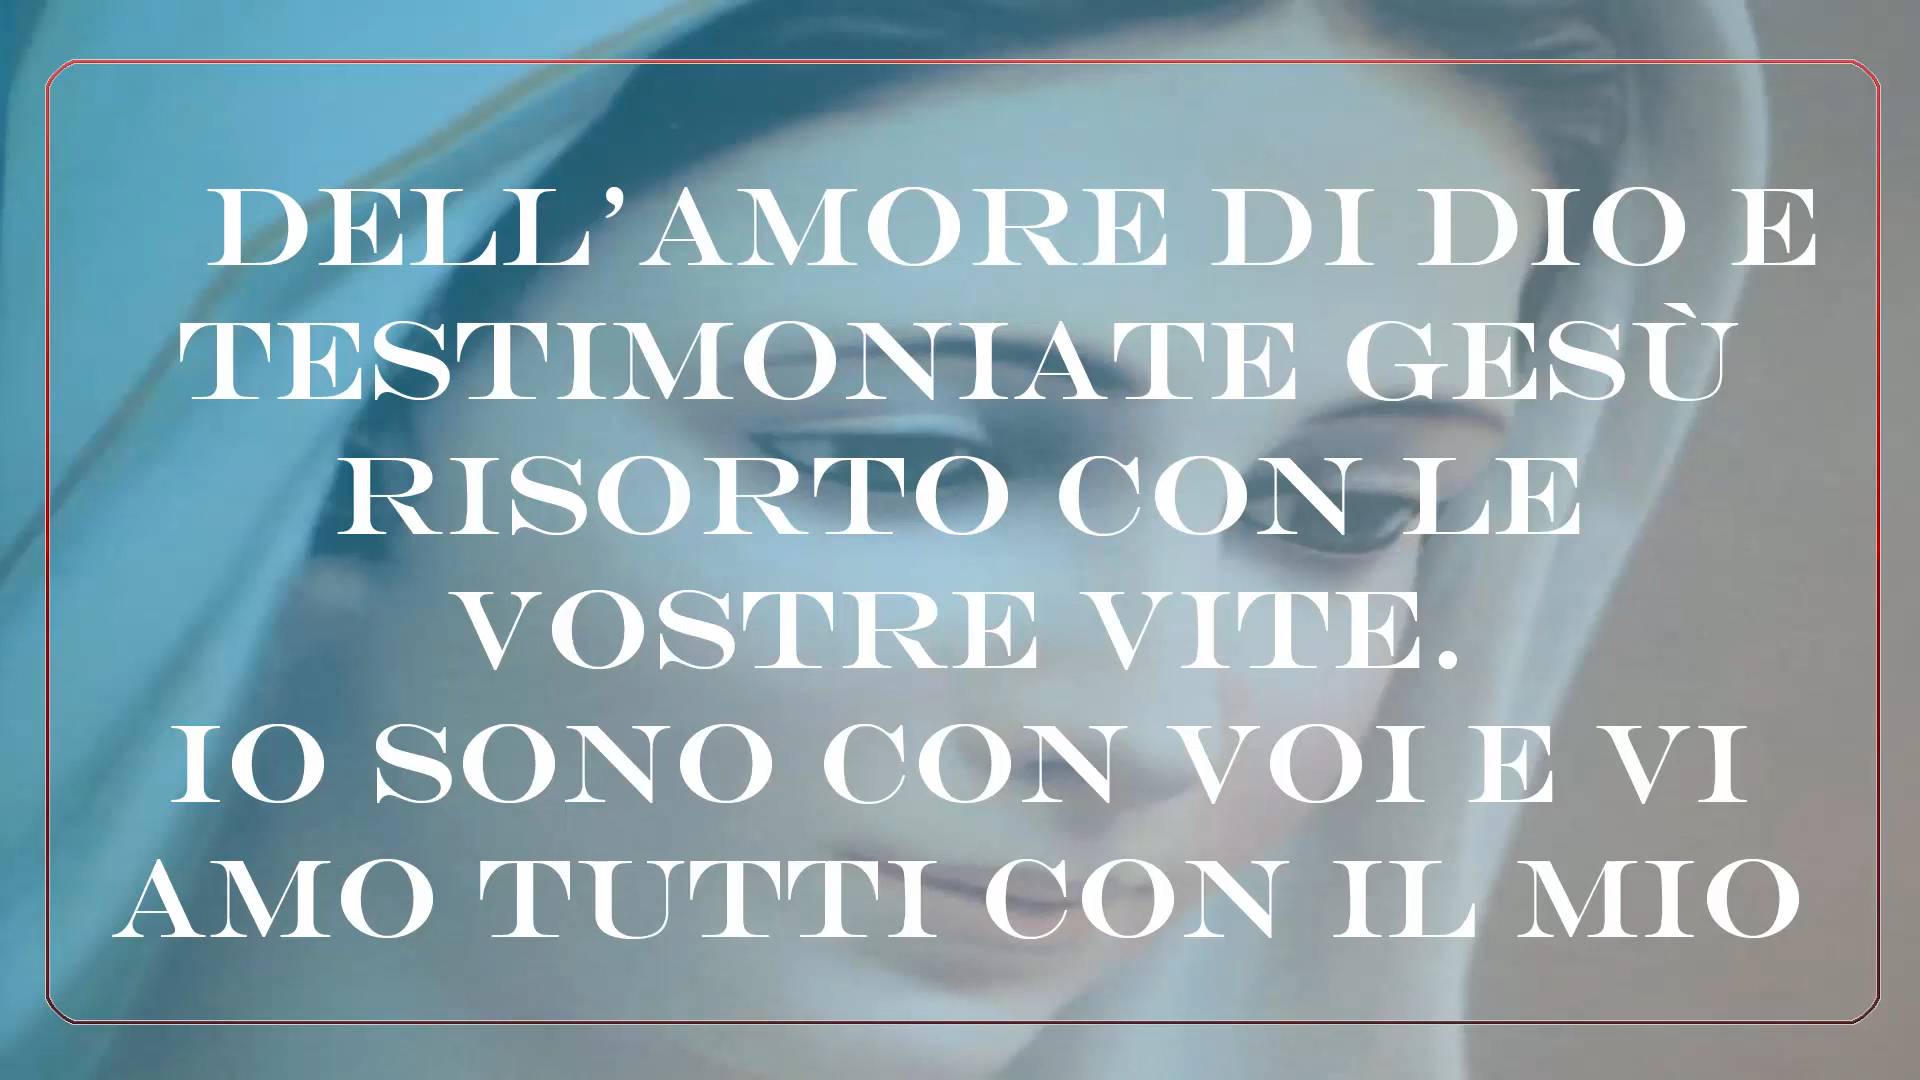 DELL'AMORE DI DIO E
TESTIMONIATE GESÙ
RISORTO CON LE
VOSTRE VITE.
IO SONO CON VOI E VI
AMO TUTTI CON IL MIO